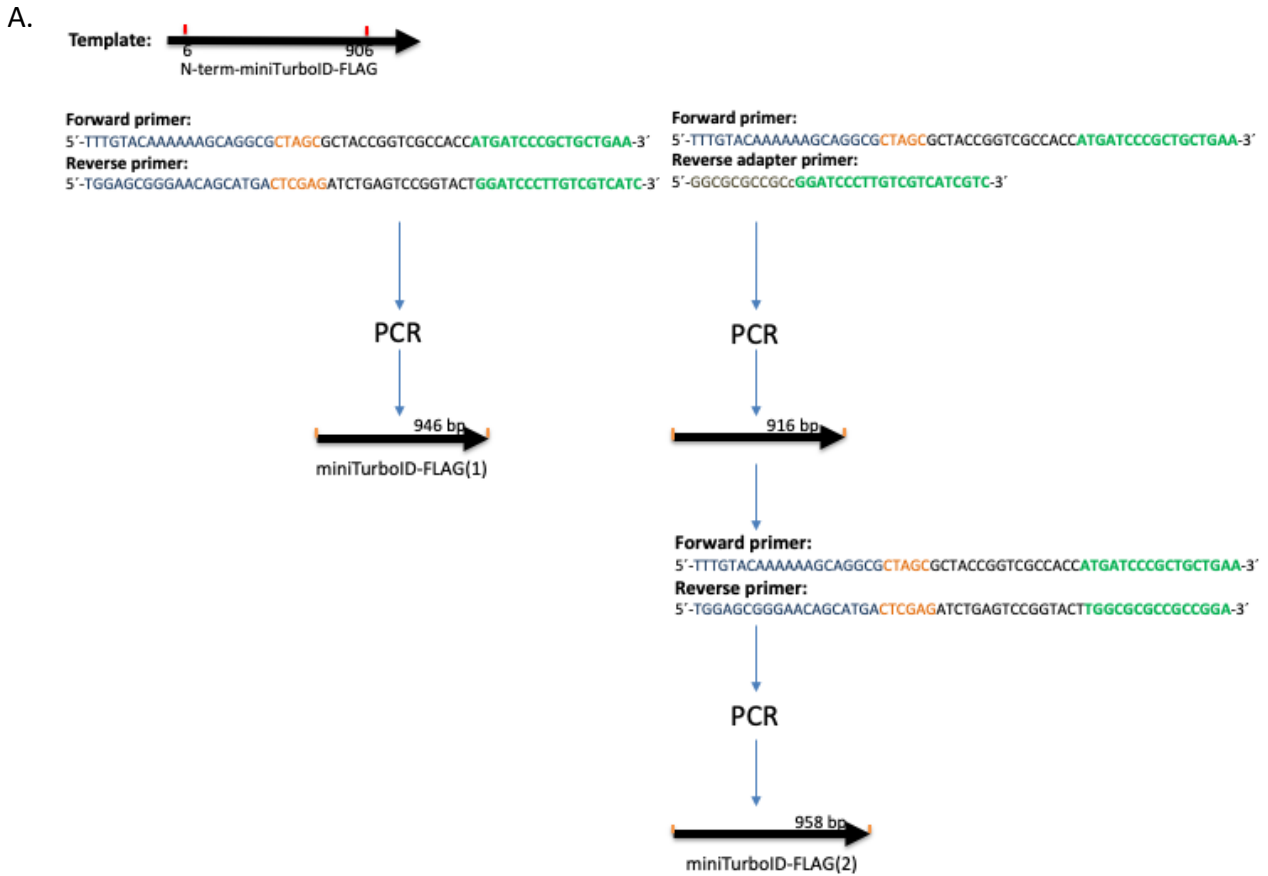 A.
Template:
6 906
N-term-miniTurboID-FLAG
Forward primer:
5´-TTTGTACAAAAAAGCAGGCGCTAGCGCTACCGGTCGCCACCATGATCCCGCTGCTGAA-3´
Reverse primer:
5´-TGGAGCGGGAACAGCATGACTCGAGATCTGAGTCCGGTACTGGATCCCTTGTCGTCATC-3´
Forward primer:
5´-TTTGTACAAAAAAGCAGGCGCTAGCGCTACCGGTCGCCACCATGATCCCGCTGCTGAA-3´
Reverse adapter primer:
5´-GGCGCGCCGCcGGATCCCTTGTCGTCATCGTC-3´
PCR
PCR
946 bp
miniTurboID-FLAG(1)
916 bp
Forward primer:
5´-TTTGTACAAAAAAGCAGGCGCTAGCGCTACCGGTCGCCACCATGATCCCGCTGCTGAA-3´
Reverse primer:
5´-TGGAGCGGGAACAGCATGACTCGAGATCTGAGTCCGGTACTTGGCGCGCCGCCGGA-3´
PCR
958 bp
miniTurboID-FLAG(2)